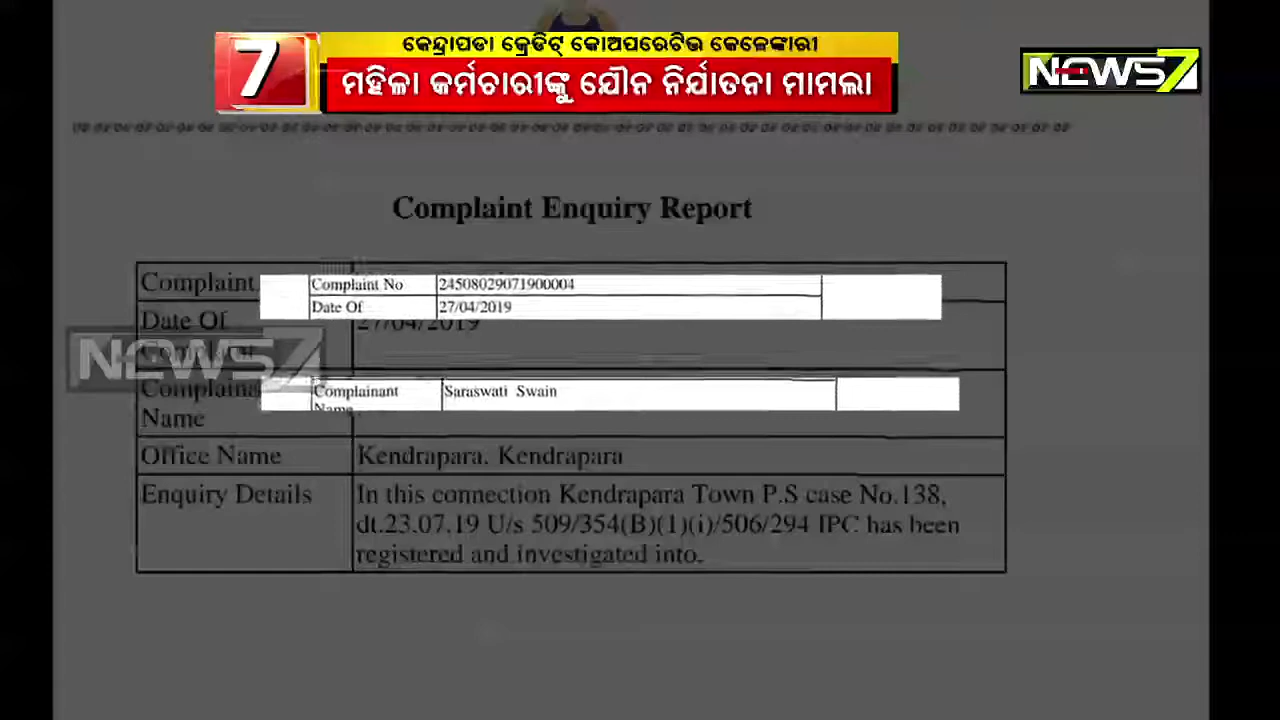 କେନ୍ଦ୍ରାପଡା କ୍ରେଡିଟ୍ କୋଅପରେଟିଭ କେଳେଙ୍କାରୀ
7 ମହିଳା କର୍ମଚାରୀଙ୍କୁ ଯୌନ ନିର୍ଯାତନା ମାମଲା
NEWS7
Complaint Enquiry Report
Complaint
Complaint No 24508029071900004
Date Of 27/04/2019
Date Of 27/04/2019
NEWS7
Complainant Saraswati Swain
Name
Name
Office Name Kendrapara, Kendrapara
Enquiry Details In this connection Kendrapara Town P.S case No.138,
dt.23.07.19 U/s 509/354(B)(1)(i)/506/294 IPC has been
registered and investigated into.